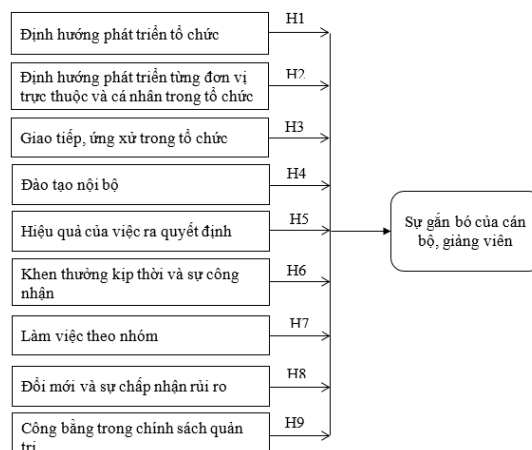 H1
Định hướng phát triển tổ chức
H2
Định hướng phát triển từng đơn vị
trực thuộc và cá nhân trong tổ chức
H3
Giao tiếp, ứng xử trong tổ chức
H4
Đào tạo nội bộ
H5
Hiệu quả của việc ra quyết định
H6
Khen thưởng kịp thời và sự công
nhận
H7
Làm việc theo nhóm
H8
Đổi mới và sự chấp nhận rủi ro
H9
Công bằng trong chính sách quản
trị
Sự gắn bó của cán
bộ, giảng viên